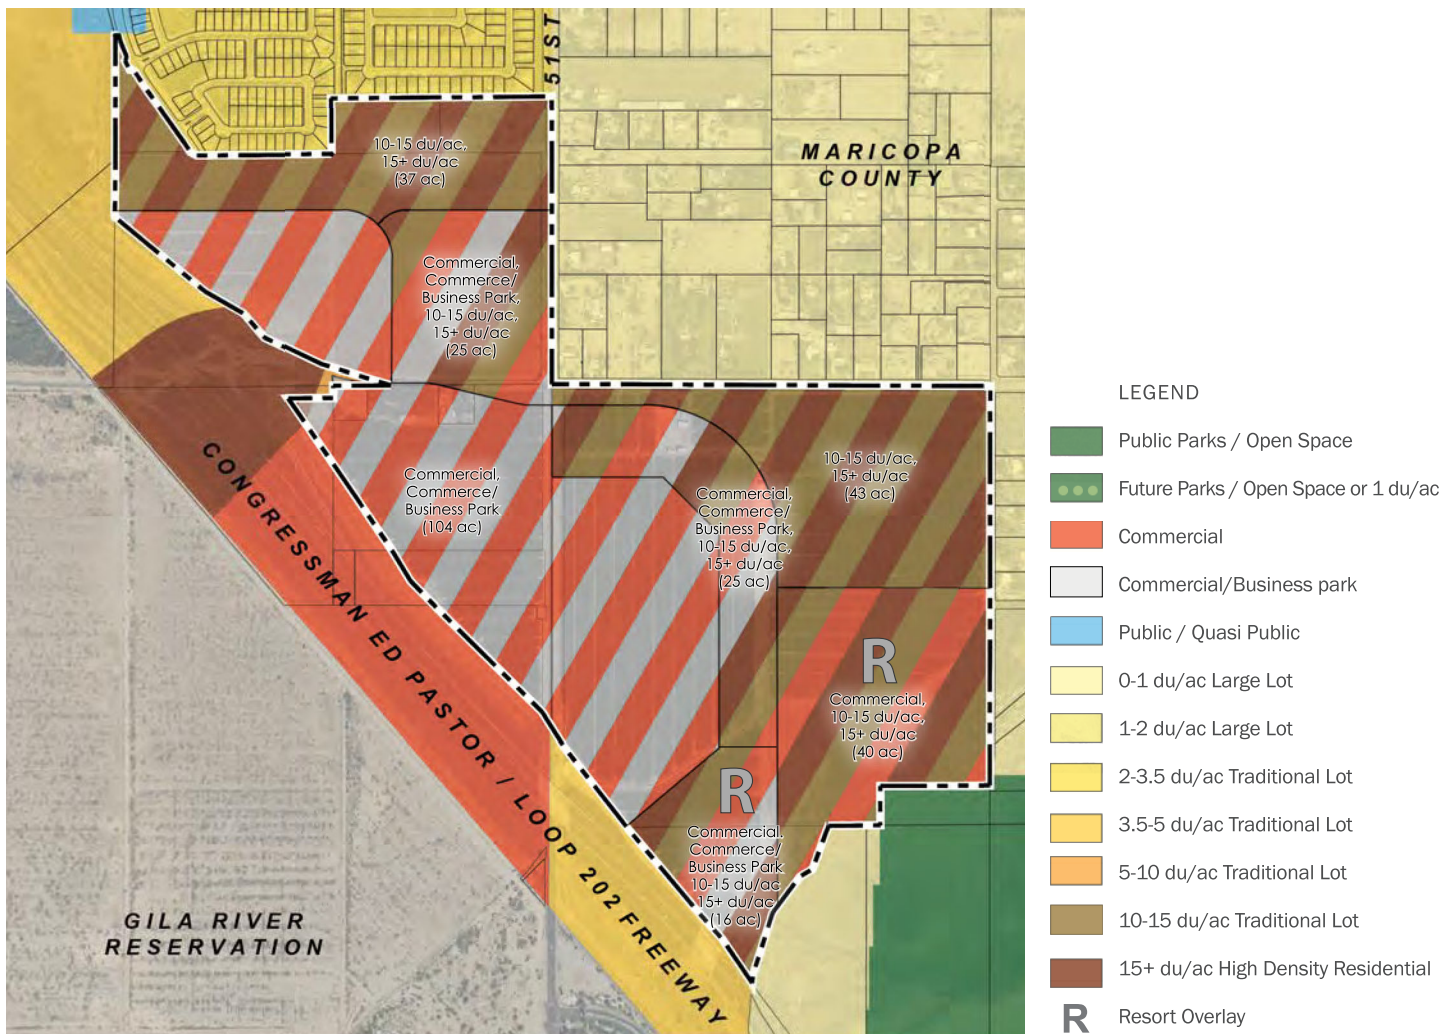 51ST
MARICOPA
COUNTY
10-15 du/ac,
15+ du/ac
(37 ac)
Commercial,
Commerce/
Business Park,
10-15 du/ac,
15+ du/ac
(25 ac)
Commercial,
Commerce/
Business Park
(104 ac)
Commercial,
Commerce/
Business Park,
10-15 du/ac,
15+ du/ac
(25 ac)
10-15 du/ac,
15+ du/ac
(43 ac)
R
Commercial,
10-15 du/ac,
15+ du/ac
(40 ac)
R
Commercial.
Commerce/
Business Park
10-15 du/ac
15+ du/ac
(16 ac)
CONGRESSMAN ED PASTOR / LOOP 202 FREEWAY
GILA RIVER
RESERVATION
LEGEND
Public Parks / Open Space
Future Parks / Open Space or 1 du/ac
Commercial
Commercial/Business park
Public / Quasi Public
0-1 du/ac Large Lot
1-2 du/ac Large Lot
2-3.5 du/ac Traditional Lot
3.5-5 du/ac Traditional Lot
5-10 du/ac Traditional Lot
10-15 du/ac Traditional Lot
15+ du/ac High Density Residential
R Resort Overlay